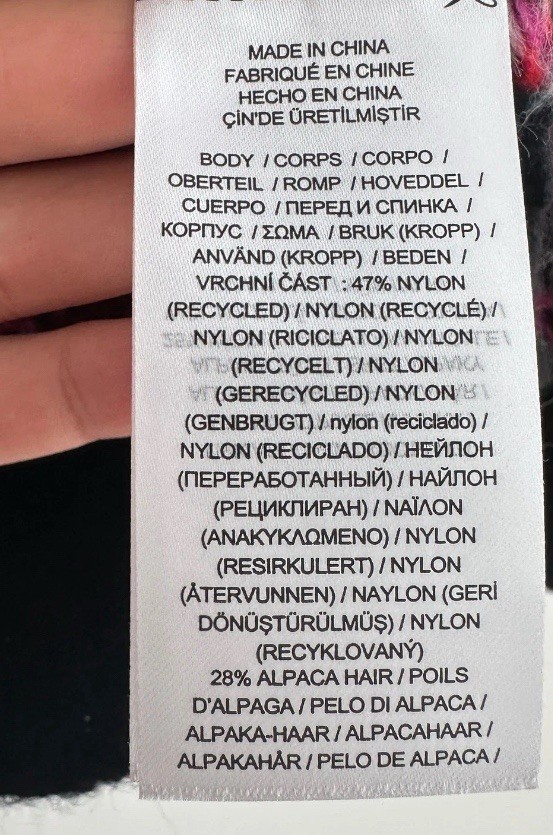 MADE IN CHINA
FABRIQUÉ EN CHINE
HECHO EN CHINA
ÇİN'DE ÜRETİLMİŞTİR
BODY / CORPS / CORPO /
OBERTEIL / ROMP / HOVEDDEL /
CUERPO / ПЕРЕД И СПИНКА /
КОРПУС / ΣΩΜΑ / BRUK (KROPP) /
ANVÄND (KROPP) / BEDEN /
VRCHNÍ ČÁST : 47% NYLON
(RECYCLED) / NYLON (RECYCLÉ) /
NYLON (RICICLATO) / NYLON
(RECYCELT) / NYLON
(GERECYCLED) / NYLON
(GENBRUGT) / nylon (reciclado) /
NYLON (RECICLADO) / НЕЙЛОН
(ПЕРЕРАБОТАННЫЙ) / НАЙЛОН
(РЕЦИКЛИРАН) / ΝΑΪΛΟΝ
(ΑΝΑΚΥΚΛΩΜΕΝΟ) / NYLON
(RESIRKULERT) / NYLON
(ÅTERVUNNEN) / NAYLON (GERİ
DÖNÜŞTÜRÜLMÜŞ) / NYLON
(RECYKLOVANÝ)
28% ALPACA HAIR / POILS
D'ALPAGA / PELO DI ALPACA /
ALPAKA-HAAR / ALPACAHAAR /
ALPAKAHÅR / PELO DE ALPACA /